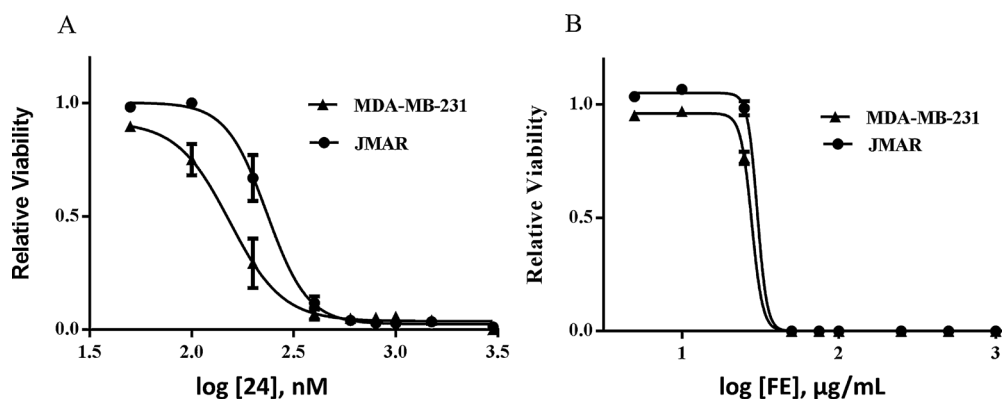 A
Relative Viability
1.0
0.5
0.0
1.5
2.0
2.5
3.0
3.5
log [24], nM
MDA-MB-231
JMAR
B
Relative Viability
1.0
0.5
0.0
1
2
3
log [FE], µg/mL
MDA-MB-231
JMAR